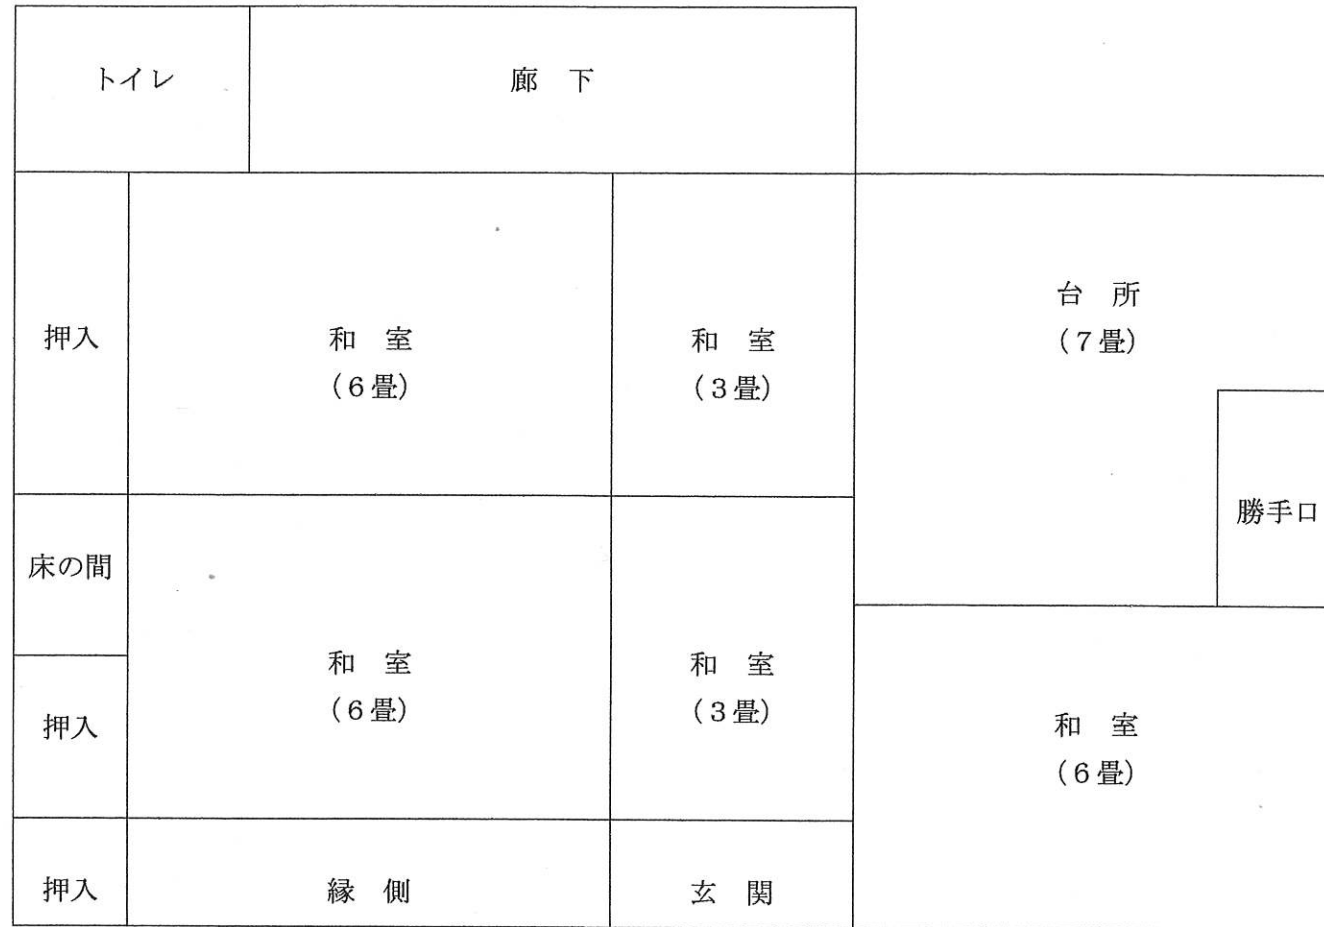 トイレ
廊 下
押入
和 室
(6畳)
和 室
(3畳)
台 所
(7畳)
勝手口
床の間
押入
和 室
(6畳)
和 室
(3畳)
和 室
(6畳)
押入
縁 側
玄 関